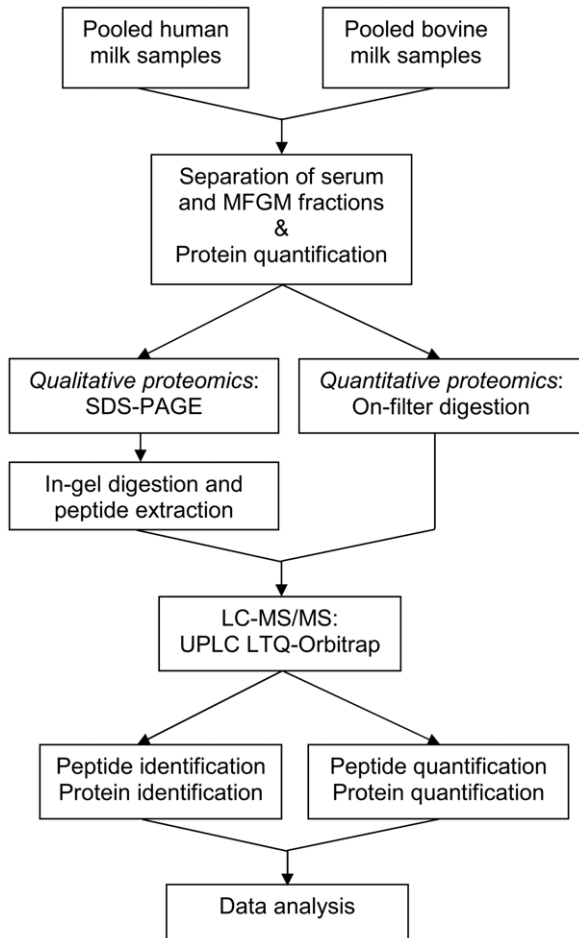 Pooled human
milk samples
Pooled bovine
milk samples
Separation of serum
and MFGM fractions
&
Protein quantification
Qualitative proteomics:
SDS-PAGE
Quantitative proteomics:
On-filter digestion
In-gel digestion and
peptide extraction
LC-MS/MS:
UPLC LTQ-Orbitrap
Peptide identification
Protein identification
Peptide quantification
Protein quantification
Data analysis